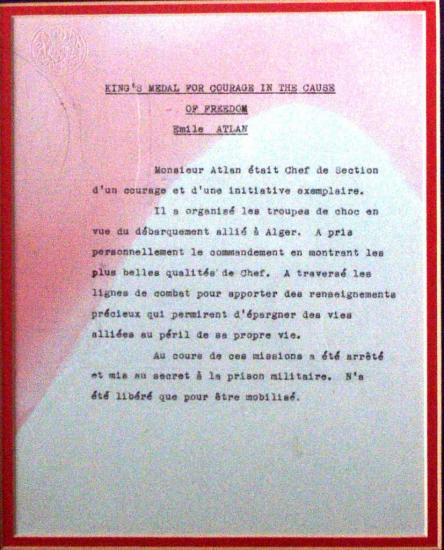 KING'S MEDAL FOR COURAGE IN THE CAUSE
OF FREEDOM
Emile ATLAN
Monsieur Atlan était Chef de Section
d'un courage et d'une initiative exemplaire.
Il a organisé les troupes de choc en
vue du débarquement allié à Alger. A pris
personnellement le commandement en montrant les
plus belles qualités de Chef. A traversé les
lignes de combat pour apporter des renseignements
précieux qui permirent d'épargner des vies
alliées au péril de sa propre vie.
Au cours de ces missions a été arrêté
et mis au secret à la prison militaire. N'a
été libéré que pour être mobilisé.